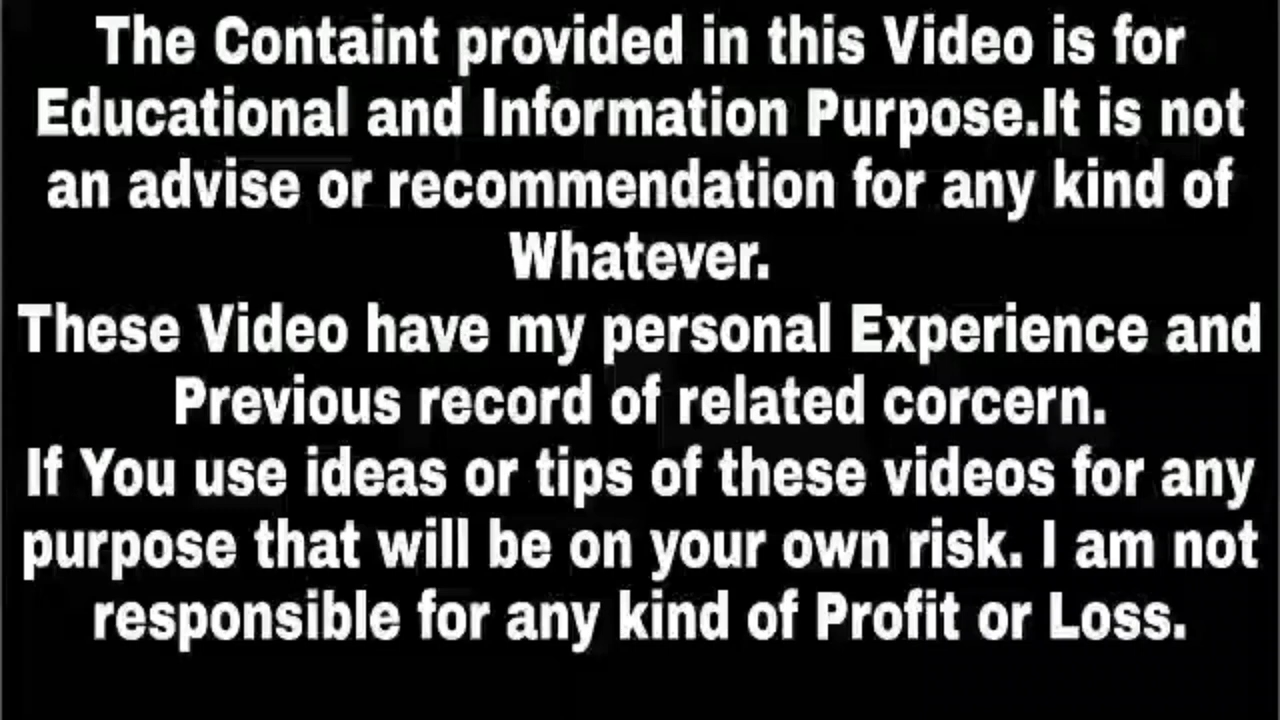 The Containt provided in this Video is for
Educational and Information Purpose.It is not
an advise or recommendation for any kind of
Whatever.
These Video have my personal Experience and
Previous record of related corcern.
If You use ideas or tips of these videos for any
purpose that will be on your own risk. I am not
responsible for any kind of Profit or Loss.